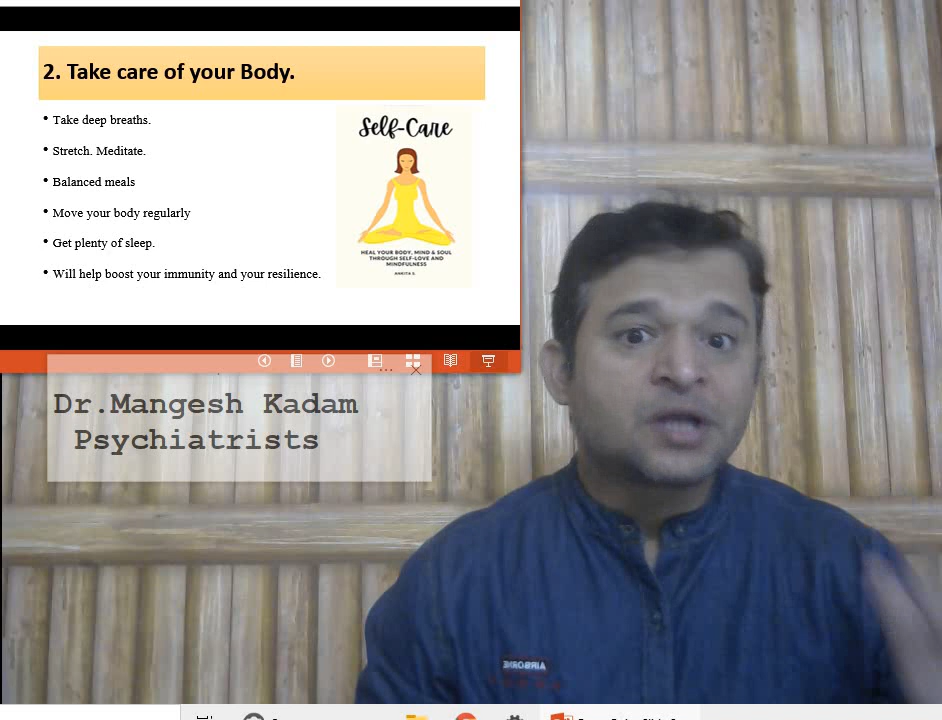 2. Take care of your Body.
• Take deep breaths.
• Stretch. Meditate.
• Balanced meals
• Move your body regularly
• Get plenty of sleep.
• Will help boost your immunity and your resilience.
Self-Care
HEAL YOUR BODY, MIND & SOUL
THROUGH SELF-LOVE AND
MINDFULNESS
ANKITA S.
Dr.Mangesh Kadam
Psychiatrists
AIRBORNE